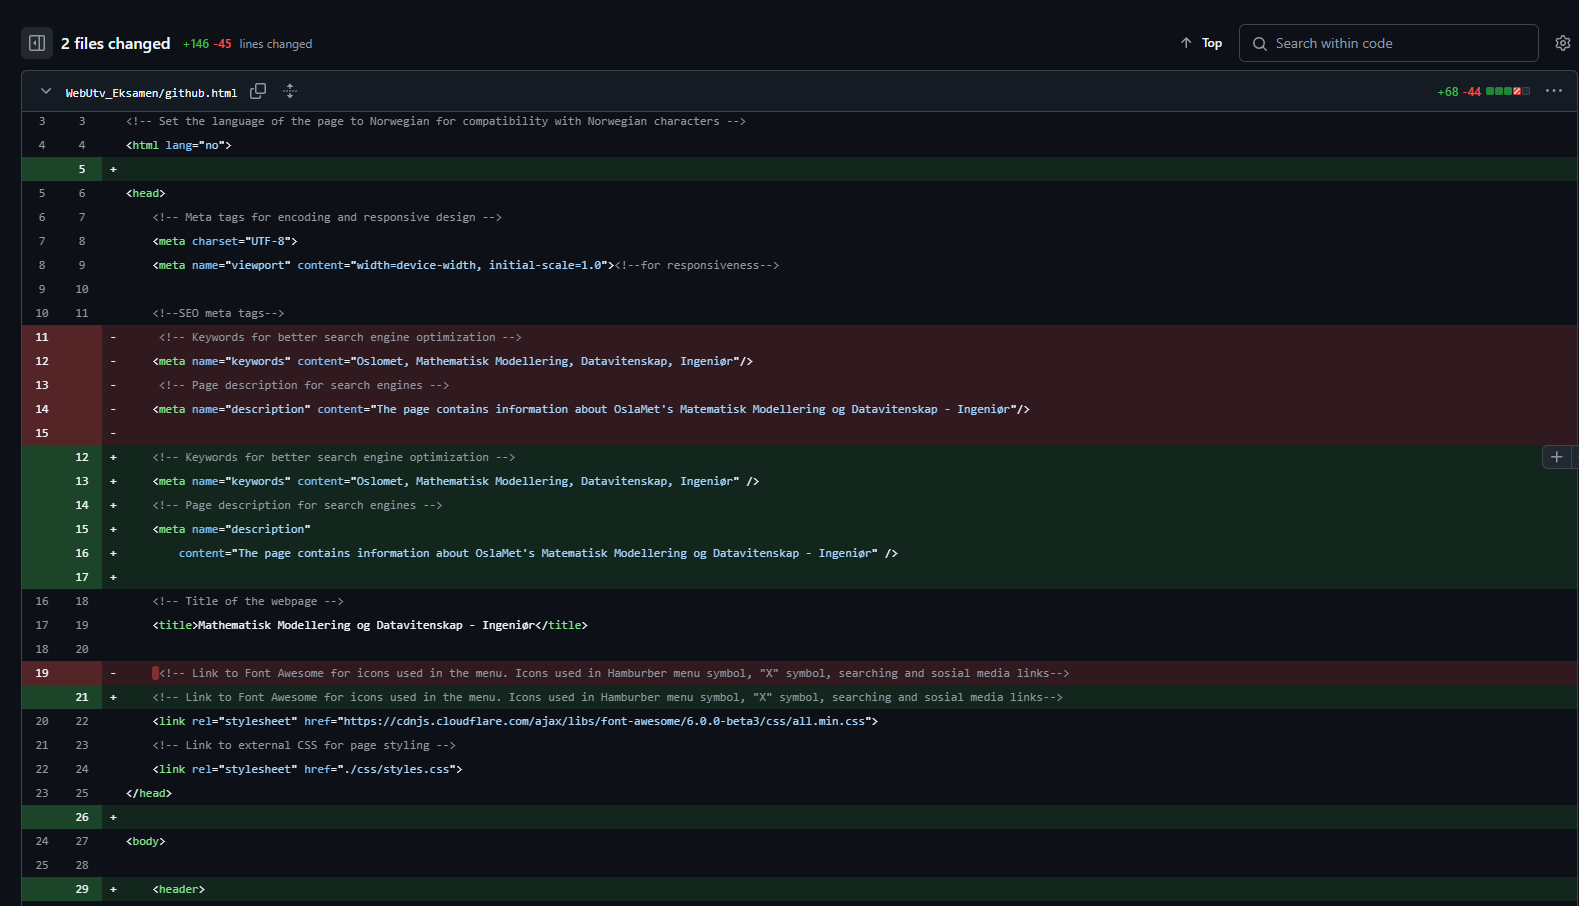 2 files changed +146 -45 lines changed Top Search within code
WebUtv_Eksamen/github.html +68 -44
3 3 <!-- Set the language of the page to Norwegian for compatibility with Norwegian characters -->
4 4 <html lang="no">
5 +
5 6 <head>
6 7 <!-- Meta tags for encoding and responsive design -->
7 8 <meta charset="UTF-8">
8 9 <meta name="viewport" content="width=device-width, initial-scale=1.0"><!--for responsiveness-->
9 10
10 11 <!--SEO meta tags-->
11 - <!-- Keywords for better search engine optimization -->
12 - <meta name="keywords" content="Oslomet, Mathematisk Modellering, Datavitenskap, Ingeniør"/>
13 - <!-- Page description for search engines -->
14 - <meta name="description" content="The page contains information about OslaMet's Matematisk Modellering og Datavitenskap - Ingeniør"/>
15 -
12 + <!-- Keywords for better search engine optimization -->
13 + <meta name="keywords" content="Oslomet, Mathematisk Modellering, Datavitenskap, Ingeniør" />
14 + <!-- Page description for search engines -->
15 + <meta name="description"
16 + content="The page contains information about OslaMet's Matematisk Modellering og Datavitenskap - Ingeniør" />
17 +
16 18 <!-- Title of the webpage -->
17 19 <title>Mathematisk Modellering og Datavitenskap - Ingeniør</title>
18 20
19 - <!-- Link to Font Awesome for icons used in the menu. Icons used in Hamburber menu symbol, "X" symbol, searching and sosial media links-->
21 + <!-- Link to Font Awesome for icons used in the menu. Icons used in Hamburber menu symbol, "X" symbol, searching and sosial media links-->
20 22 <link rel="stylesheet" href="https://cdnjs.cloudflare.com/ajax/libs/font-awesome/6.0.0-beta3/css/all.min.css">
21 23 <!-- Link to external CSS for page styling -->
22 24 <link rel="stylesheet" href="./css/styles.css">
23 25 </head>
26 +
24 27 <body>
25 28
29 + <header>